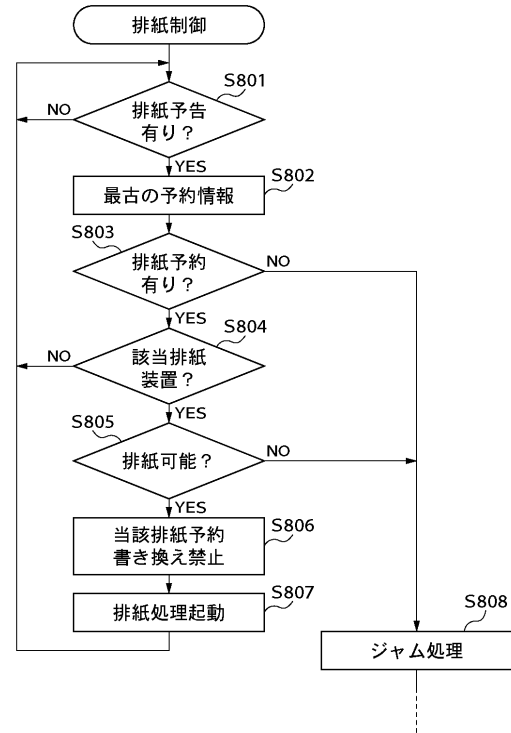 排紙制御
S801
排紙予告
有り？
NO
YES
S802
最古の予約情報
S803
排紙予約
有り？
NO
YES
S804
該当排紙
装置？
NO
YES
S805
排紙可能？
NO
YES
S806
当該排紙予約
書き換え禁止
S807
排紙処理起動
S808
ジャム処理